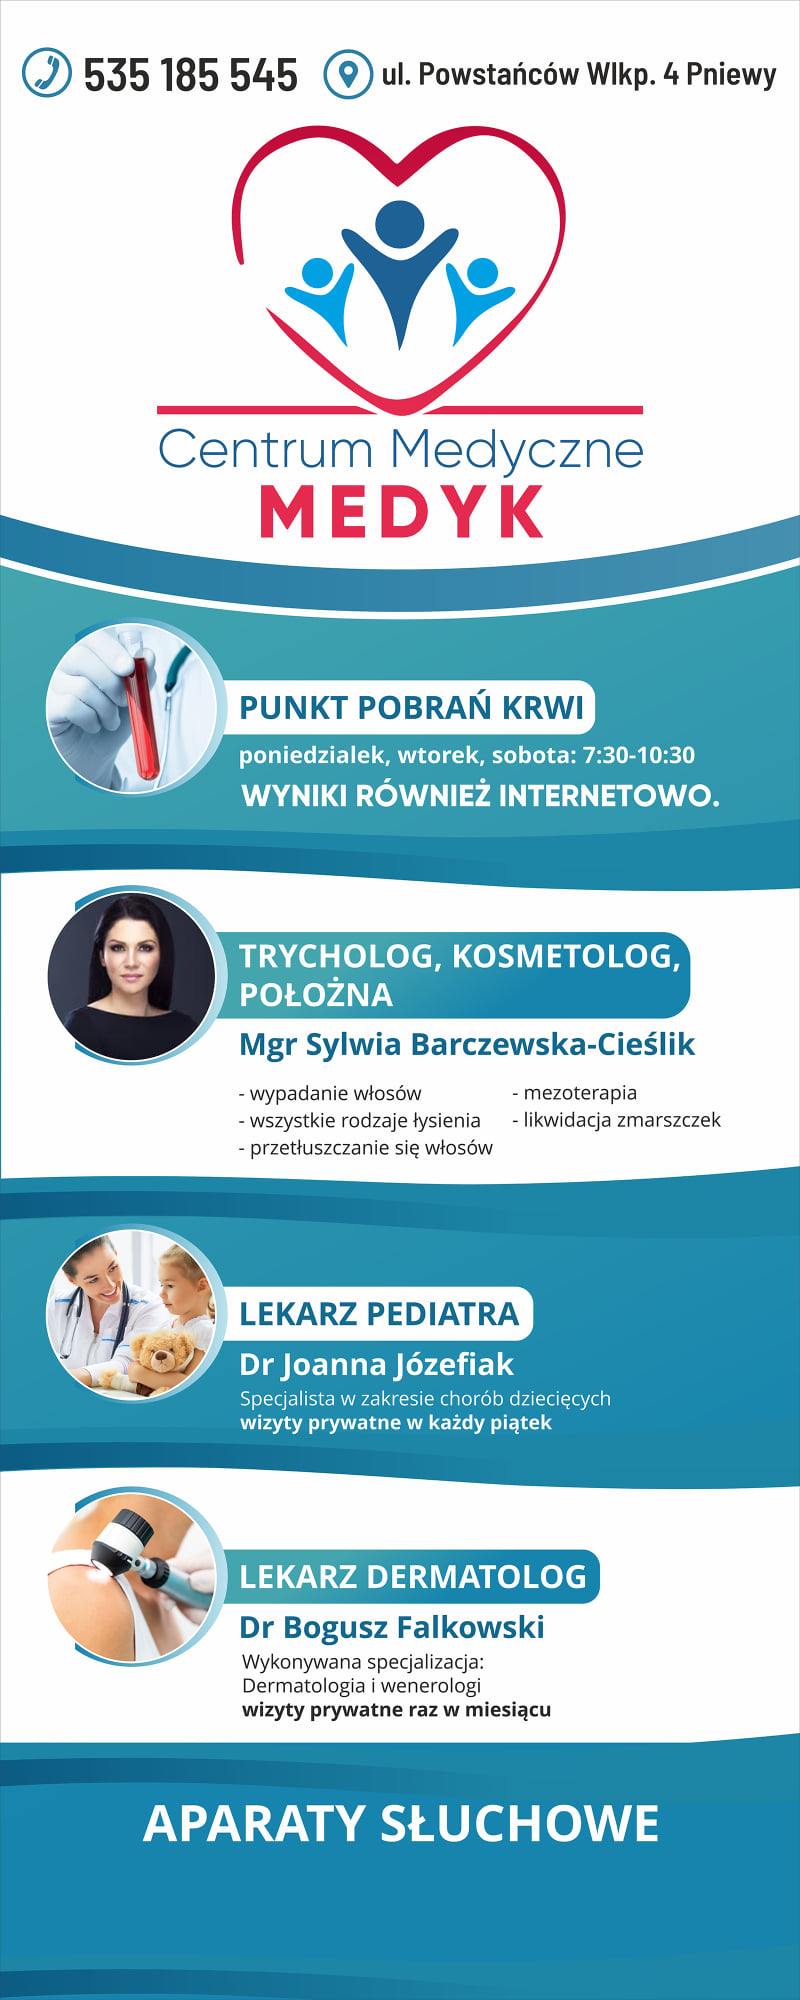 535 185 545
ul. Powstańców Wlkp. 4 Pniewy
Centrum Medyczne
MEDYK
PUNKT POBRAŃ KRWI
poniedzialek, wtorek, sobota: 7:30-10:30
WYNIKI RÓWNIEŻ INTERNETOWO.
TRYCHOLOG, KOSMETOLOG,
POŁOŻNA
Mgr Sylwia Barczewska-Cieślik
- wypadanie włosów
- wszystkie rodzaje łysienia
- przetłuszczanie się włosów
- mezoterapia
- likwidacja zmarszczek
LEKARZ PEDIATRA
Dr Joanna Józefiak
Specjalista w zakresie chorób dziecięcych
wizyty prywatne w każdy piątek
LEKARZ DERMATOLOG
Dr Bogusz Falkowski
Wykonywana specjalizacja:
Dermatologia i wenerologi
wizyty prywatne raz w miesiącu
APARATY SŁUCHOWE